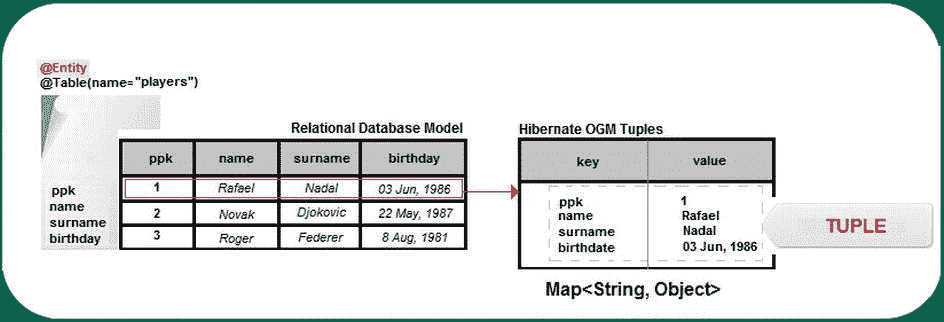 @Entity
@Table(name="players")
ppk
name
surname
birthday
Relational Database Model
ppk name surname birthday
1 Rafael Nadal 03 Jun, 1986
2 Novak Djokovic 22 May, 1987
3 Roger Federer 8 Aug, 1981
Hibernate OGM Tuples
key value
ppk 1
name Rafael
surname Nadal
birthdate 03 Jun, 1986
Map<String, Object>
TUPLE